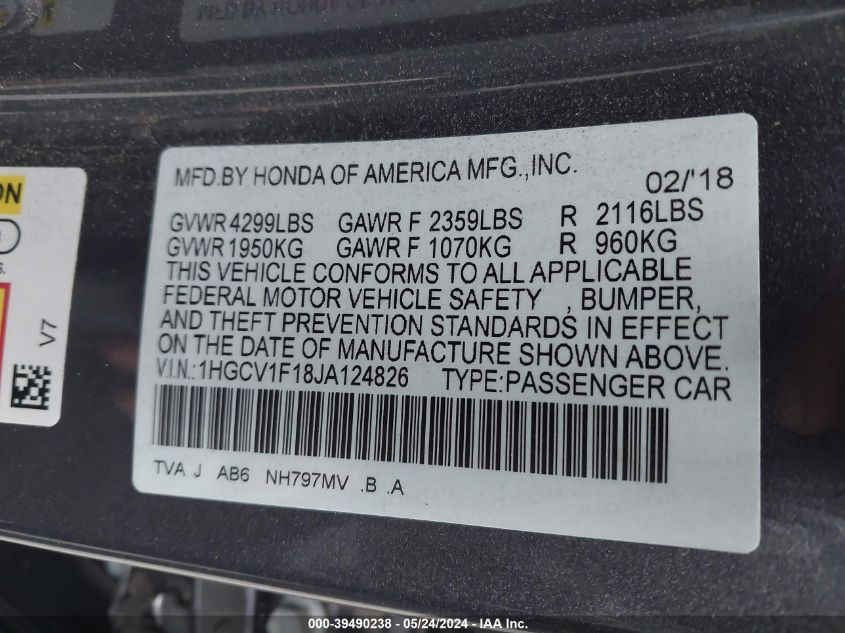 MFD.BY HONDA OF AMERICA MFG.,INC. 02/'18
GVWR 4299LBS GAWR F 2359LBS R 2116LBS
GVWR 1950KG GAWR F 1070KG R 960KG
THIS VEHICLE CONFORMS TO ALL APPLICABLE
FEDERAL MOTOR VEHICLE SAFETY , BUMPER,
AND THEFT PREVENTION STANDARDS IN EFFECT
ON THE DATE OF MANUFACTURE SHOWN ABOVE.
V.I.N.: 1HGCV1F18JA124826 TYPE:PASSENGER CAR
TVA J AB6 NH797MV .B .A
V7
000-39490238 - 05/24/2024 - IAAI Inc.